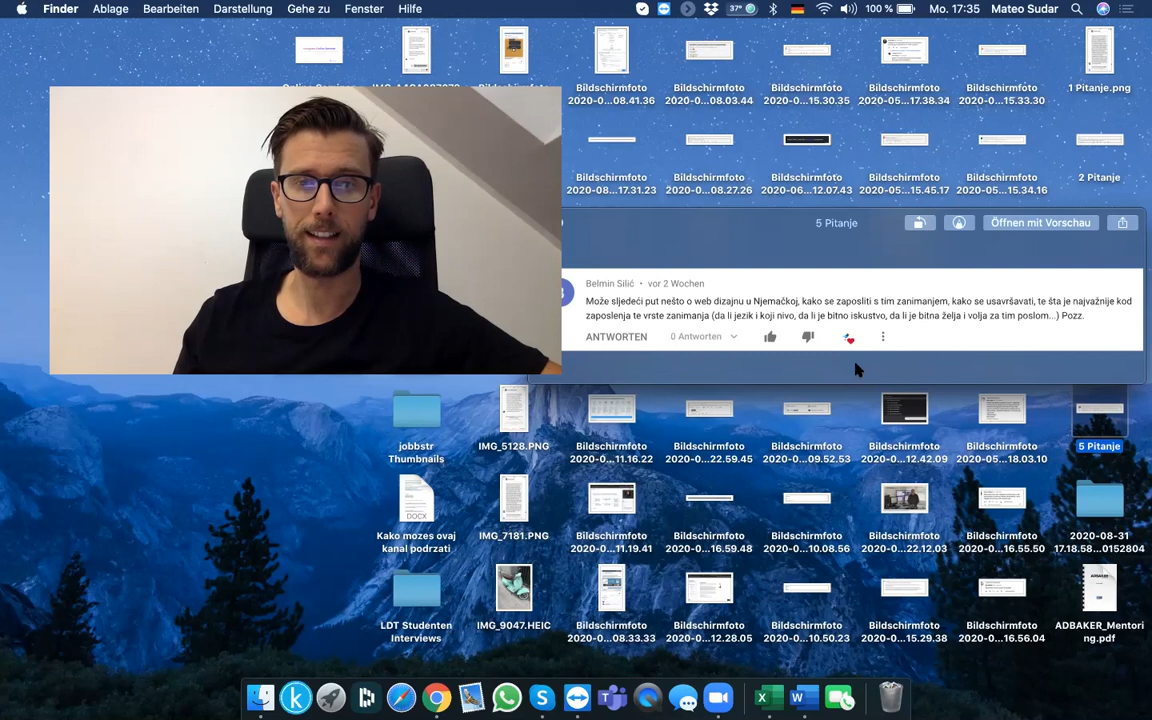 Finder Ablage Bearbeiten Darstellung Gehe zu Fenster Hilfe 37° 100 % Mo. 17:35 Mateo Sudar
Bildschirmfoto 2020-0...08.41.36
Bildschirmfoto 2020-0...08.03.44
Bildschirmfoto 2020-0...15.30.35
Bildschirmfoto 2020-05...17.38.34
Bildschirmfoto 2020-0...15.33.30
1 Pitanje.png
Bildschirmfoto 2020-08...17.31.23
Bildschirmfoto 2020-0...08.27.26
Bildschirmfoto 2020-06...12.07.43
Bildschirmfoto 2020-05...15.45.17
Bildschirmfoto 2020-0...15.34.16
2 Pitanje
5 Pitanje Öffnen mit Vorschau
Belmin Silić • vor 2 Wochen
Može sljedeći put nešto o web dizajnu u Njemačkoj, kako se zaposliti s tim zanimanjem, kako se usavršavati, te šta je najvažnije kod
zaposlenja te vrste zanimanja (da li jezik i koji nivo, da li je bitno iskustvo, da li je bitna želja i volja za tim poslom...) Pozz.
ANTWORTEN 0 Antworten
jobbstr Thumbnails
IMG_5128.PNG
Bildschirmfoto 2020-0...11.16.22
Bildschirmfoto 2020-0...22.59.45
Bildschirmfoto 2020-0...09.52.53
Bildschirmfoto 2020-0...12.42.09
Bildschirmfoto 2020-05...18.03.10
5 Pitanje
DOCX
Kako mozes ovaj kanal podrzati
IMG_7181.PNG
Bildschirmfoto 2020-0...11.19.41
Bildschirmfoto 2020-0...16.59.48
Bildschirmfoto 2020-0...10.08.56
Bildschirmfoto 2020-0...22.12.03
Bildschirmfoto 2020-0...16.55.50
2020-08-31 17.18.58...0152804
LDT Studenten Interviews
IMG_9047.HEIC
Bildschirmfoto 2020-0...08.33.33
Bildschirmfoto 2020-0...12.28.05
Bildschirmfoto 2020-0...10.50.23
Bildschirmfoto 2020-0...15.29.38
Bildschirmfoto 2020-0...16.56.04
ADBAKER_Mentoring.pdf